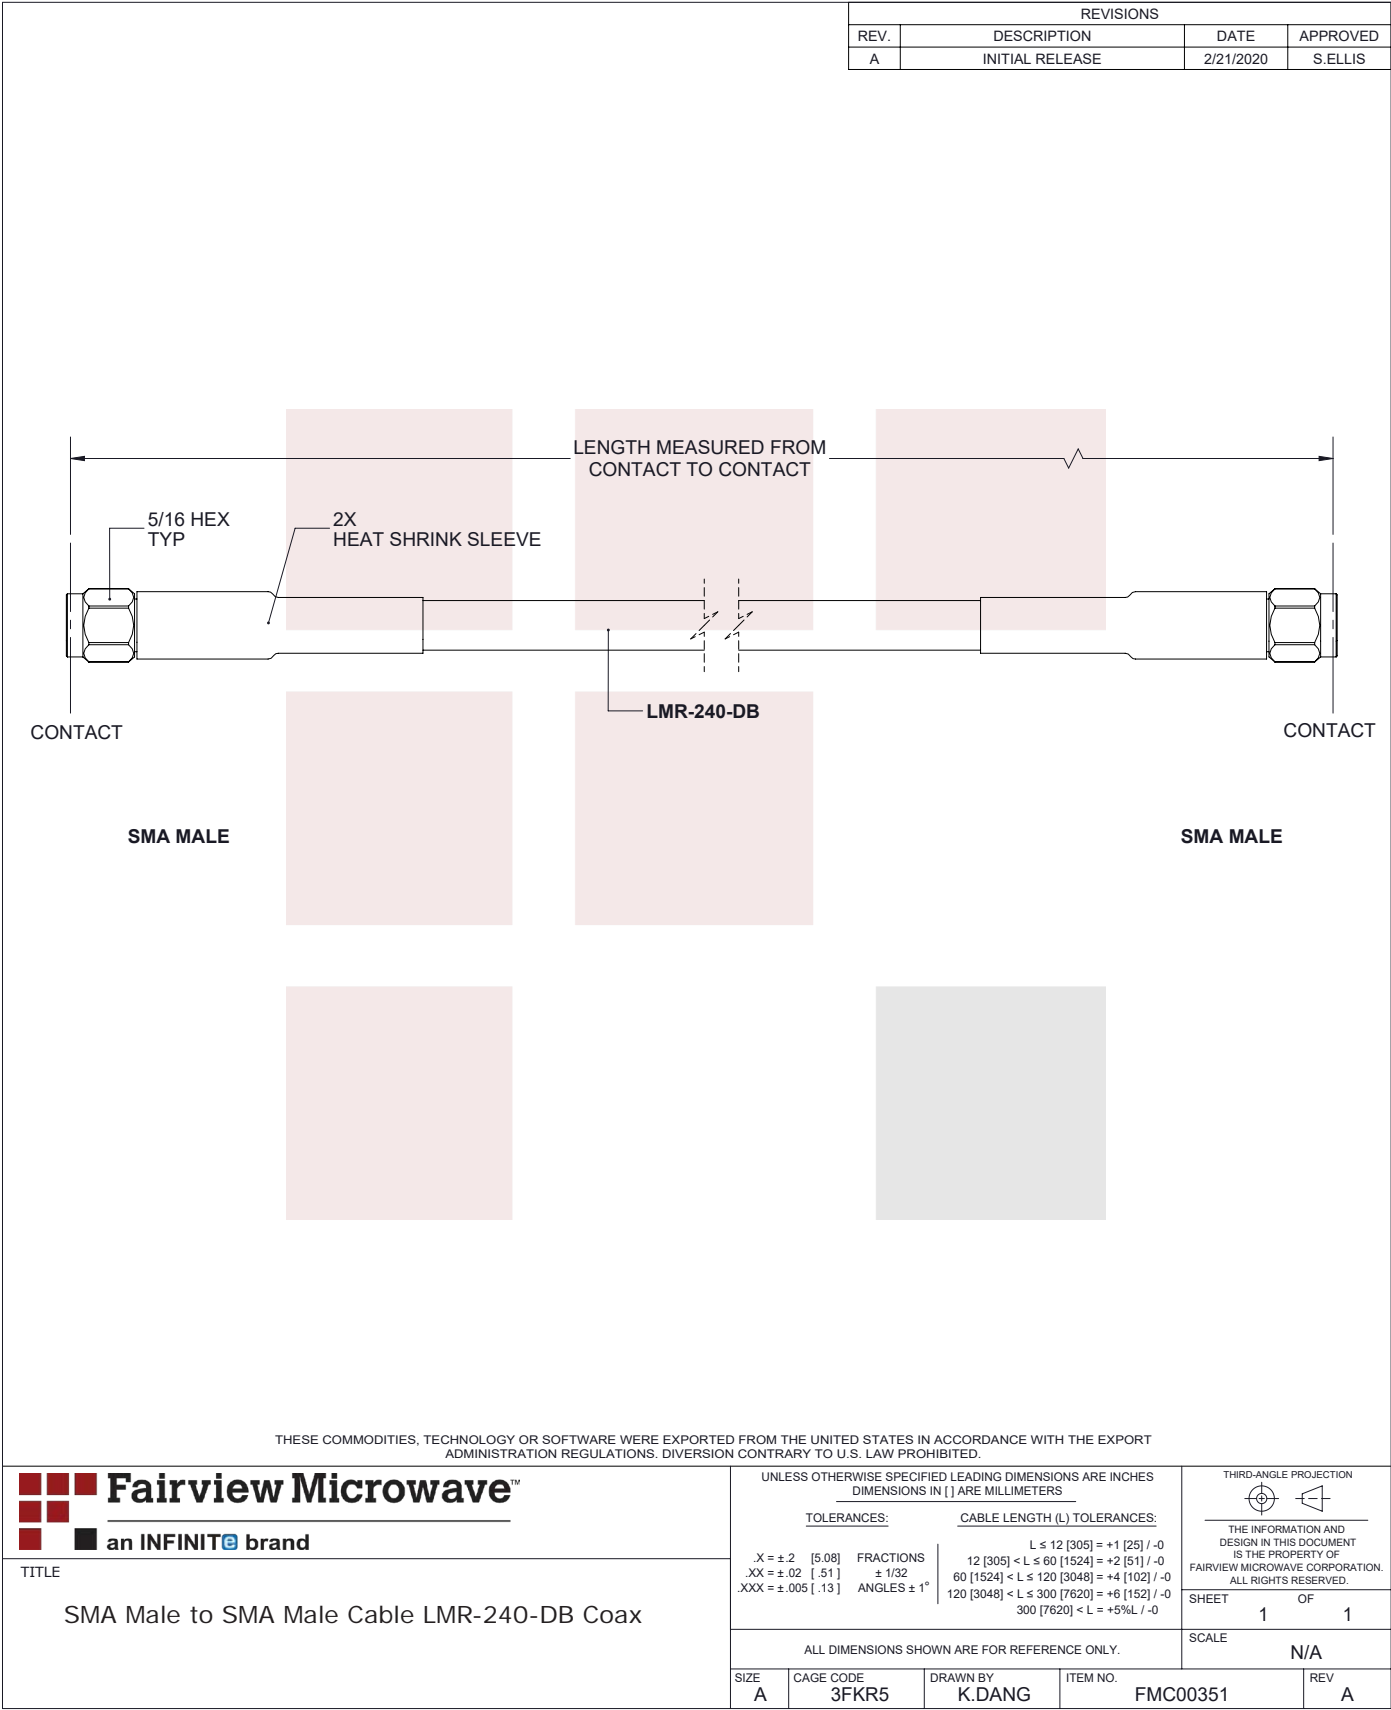 REVISIONS
REV. DESCRIPTION DATE APPROVED
A INITIAL RELEASE 2/21/2020 S.ELLIS
LENGTH MEASURED FROM
CONTACT TO CONTACT
5/16 HEX
TYP
2X
HEAT SHRINK SLEEVE
LMR-240-DB
CONTACT
CONTACT
SMA MALE
SMA MALE
THESE COMMODITIES, TECHNOLOGY OR SOFTWARE WERE EXPORTED FROM THE UNITED STATES IN ACCORDANCE WITH THE EXPORT
ADMINISTRATION REGULATIONS. DIVERSION CONTRARY TO U.S. LAW PROHIBITED.
Fairview Microwave™
an INFINITe brand
TITLE
SMA Male to SMA Male Cable LMR-240-DB Coax
UNLESS OTHERWISE SPECIFIED LEADING DIMENSIONS ARE INCHES
DIMENSIONS IN [ ] ARE MILLIMETERS
TOLERANCES:
.X = ±.2 [5.08]
.XX = ±.02 [ .51 ]
.XXX = ±.005 [ .13 ]
FRACTIONS
± 1/32
ANGLES ± 1°
CABLE LENGTH (L) TOLERANCES:
L ≤ 12 [305] = +1 [25] / -0
12 [305] < L ≤ 60 [1524] = +2 [51] / -0
60 [1524] < L ≤ 120 [3048] = +4 [102] / -0
120 [3048] < L ≤ 300 [7620] = +6 [152] / -0
300 [7620] < L = +5%L / -0
ALL DIMENSIONS SHOWN ARE FOR REFERENCE ONLY.
THIRD-ANGLE PROJECTION
THE INFORMATION AND
DESIGN IN THIS DOCUMENT
IS THE PROPERTY OF
FAIRVIEW MICROWAVE CORPORATION.
ALL RIGHTS RESERVED.
SHEET OF
1 1
SCALE
N/A
SIZE
A
CAGE CODE
3FKR5
DRAWN BY
K.DANG
ITEM NO.
FMC00351
REV
A